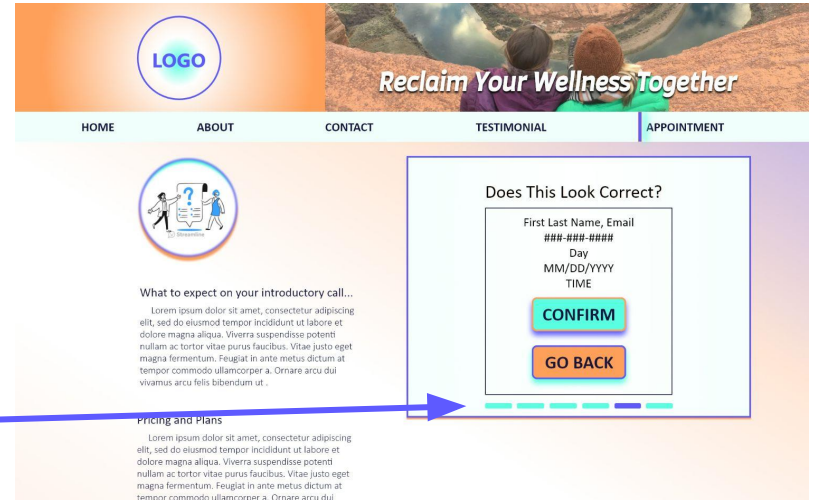 LOGO
Reclaim Your Wellness Together
HOME
ABOUT
CONTACT
TESTIMONIAL
APPOINTMENT
?
Streamline
What to expect on your introductory call...
Lorem ipsum dolor sit amet, consectetur adipiscing
elit, sed do eiusmod tempor incididunt ut labore et
dolore magna aliqua. Viverra suspendisse potenti
nullam ac tortor vitae purus faucibus. Vitae justo eget
magna fermentum. Feugiat in ante metus dictum at
tempor commodo ullamcorper a. Ornare arcu dui
vivamus arcu felis bibendum ut .
Pricing and Plans
Lorem ipsum dolor sit amet, consectetur adipiscing
elit, sed do eiusmod tempor incididunt ut labore et
dolore magna aliqua. Viverra suspendisse potenti
nullam ac tortor vitae purus faucibus. Vitae justo eget
magna fermentum. Feugiat in ante metus dictum at
tempor commodo ullamcorper a. Ornare arcu dui
Does This Look Correct?
First Last Name, Email
###-###-####
Day
MM/DD/YYYY
TIME
CONFIRM
GO BACK